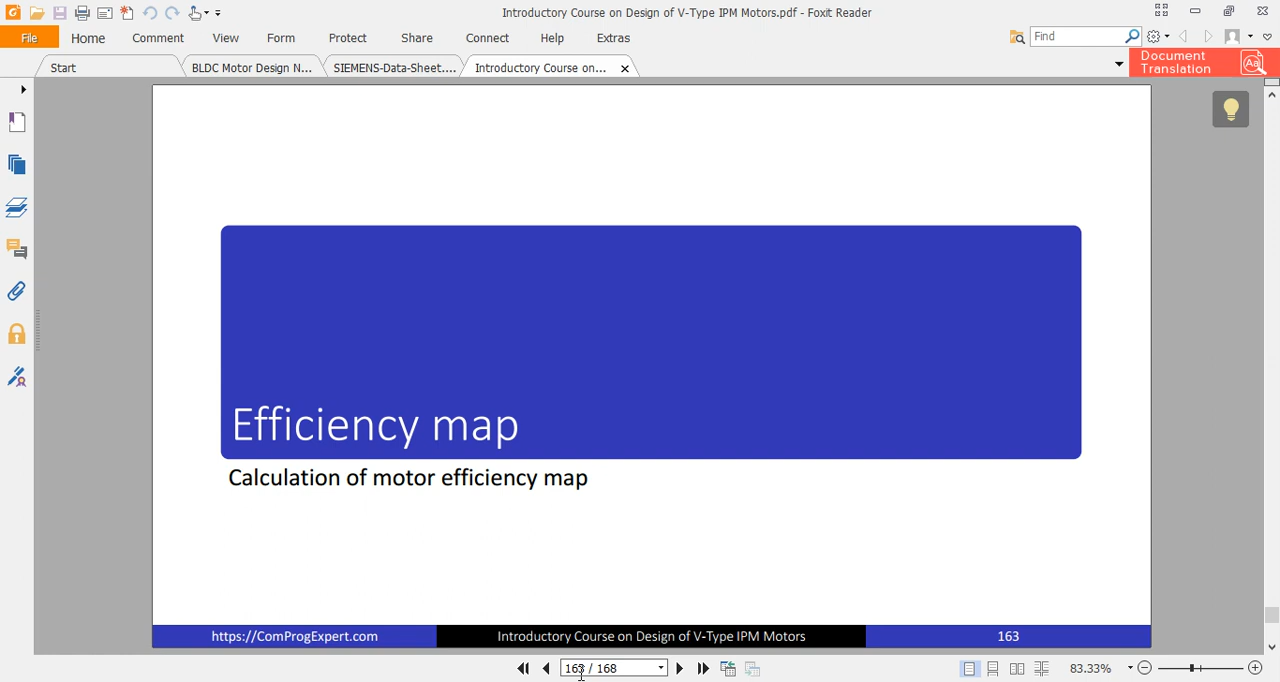 Introductory Course on Design of V-Type IPM Motors.pdf - Foxit Reader
File Home Comment View Form Protect Share Connect Help Extras
Find
Start BLDC Motor Design N... SIEMENS-Data-Sheet.... Introductory Course on...
Document
Translation
Aa
Efficiency map
Calculation of motor efficiency map
https://ComProgExpert.com Introductory Course on Design of V-Type IPM Motors 163
163 / 168 83.33%